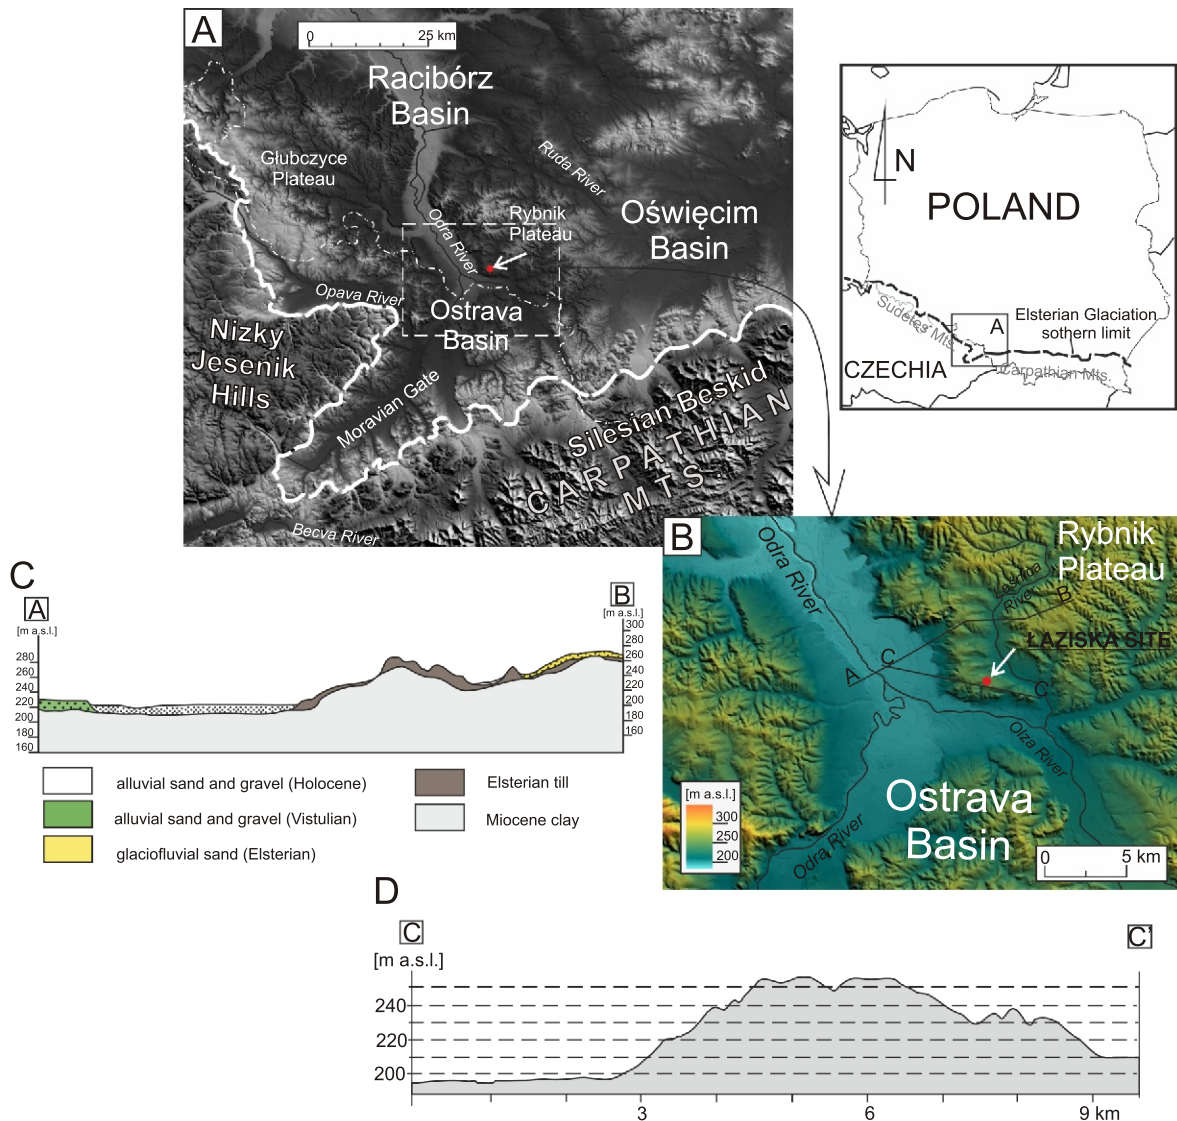 A
0 25 km
Racibórz
Basin
Głubczyce
Plateau
Ruda River
Rybnik
Plateau
Oświęcim
Basin
Odra River
Opava River
Ostrava
Basin
Nizky
Jesenik
Hills
Moravian Gate
Silesian Beskid
CARPATHIAN
MTS.
Becva River
N
POLAND
Sudetes Mts.
A
Elsterian Glaciation
sothern limit
CZECHIA
Carpathian Mts.
B
Odra River
Rybnik
Plateau
Leśnica
River
B
ŁAZISKA SITE
C
A
C'
Olza River
[m a.s.l.]
300
250
200
Ostrava
Basin
Odra River
0 5 km
C
A
[m a.s.l.]
280
260
240
220
200
180
160
B
[m a.s.l.]
300
280
260
240
220
200
180
160
alluvial sand and gravel (Holocene)
alluvial sand and gravel (Vistulian)
glaciofluvial sand (Elsterian)
Elsterian till
Miocene clay
D
C
C'
[m a.s.l.]
240
220
200
3 6 9 km